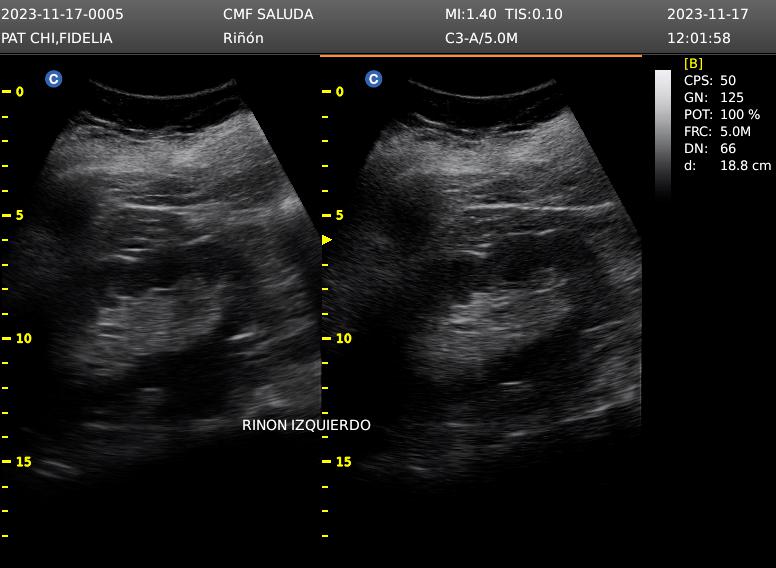 2023-11-17-0005 CMF SALUDA MI:1.40 TIS:0.10 2023-11-17
PAT CHI,FIDELIA Riñón C3-A/5.0M 12:01:58
C C
[B]
CPS: 50
GN: 125
POT: 100 %
FRC: 5.0M
DN: 66
d: 18.8 cm
0 0
5 5
10 10
RINON IZQUIERDO
15 15